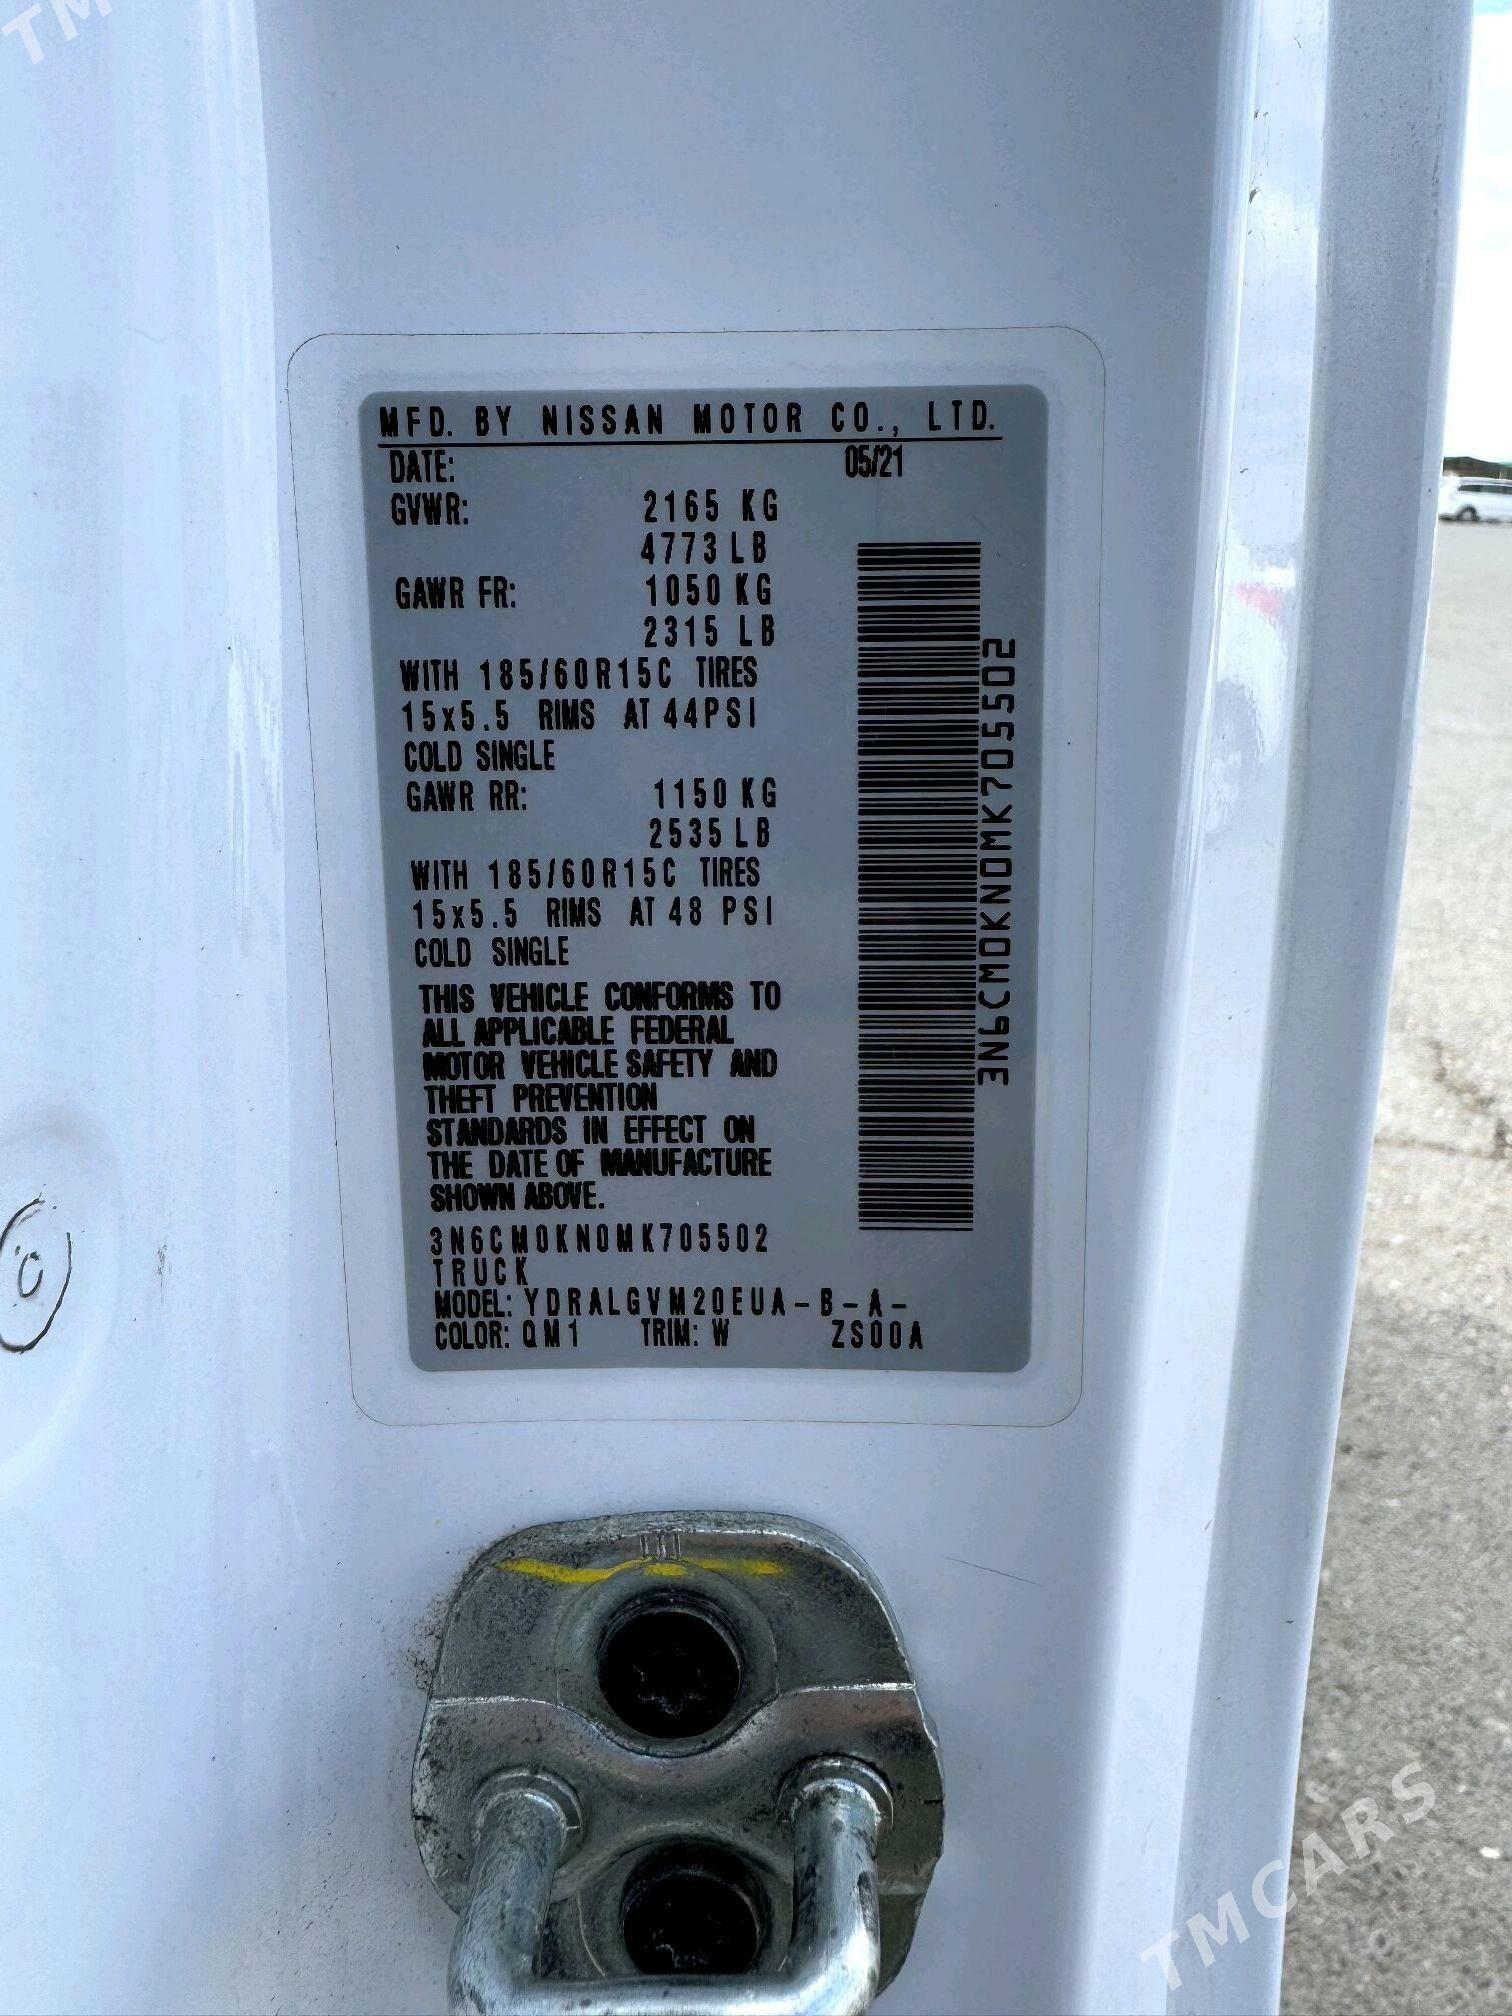 TM
MFD. BY NISSAN MOTOR CO., LTD.
DATE: 05/21
GVWR: 2165 KG
4773 LB
GAWR FR: 1050 KG
2315 LB
WITH 185/60R15C TIRES
15x5.5 RIMS AT 44PSI
COLD SINGLE
GAWR RR: 1150 KG
2535 LB
WITH 185/60R15C TIRES
15x5.5 RIMS AT 48 PSI
COLD SINGLE
THIS VEHICLE CONFORMS TO
ALL APPLICABLE FEDERAL
MOTOR VEHICLE SAFETY AND
THEFT PREVENTION
STANDARDS IN EFFECT ON
THE DATE OF MANUFACTURE
SHOWN ABOVE.
3N6CM0KN0MK705502
TRUCK
MODEL: YDRALGVM20EUA-B-A-
COLOR: QM1 TRIM: W ZS00A
3N6CM0KN0MK705502
TMCARS